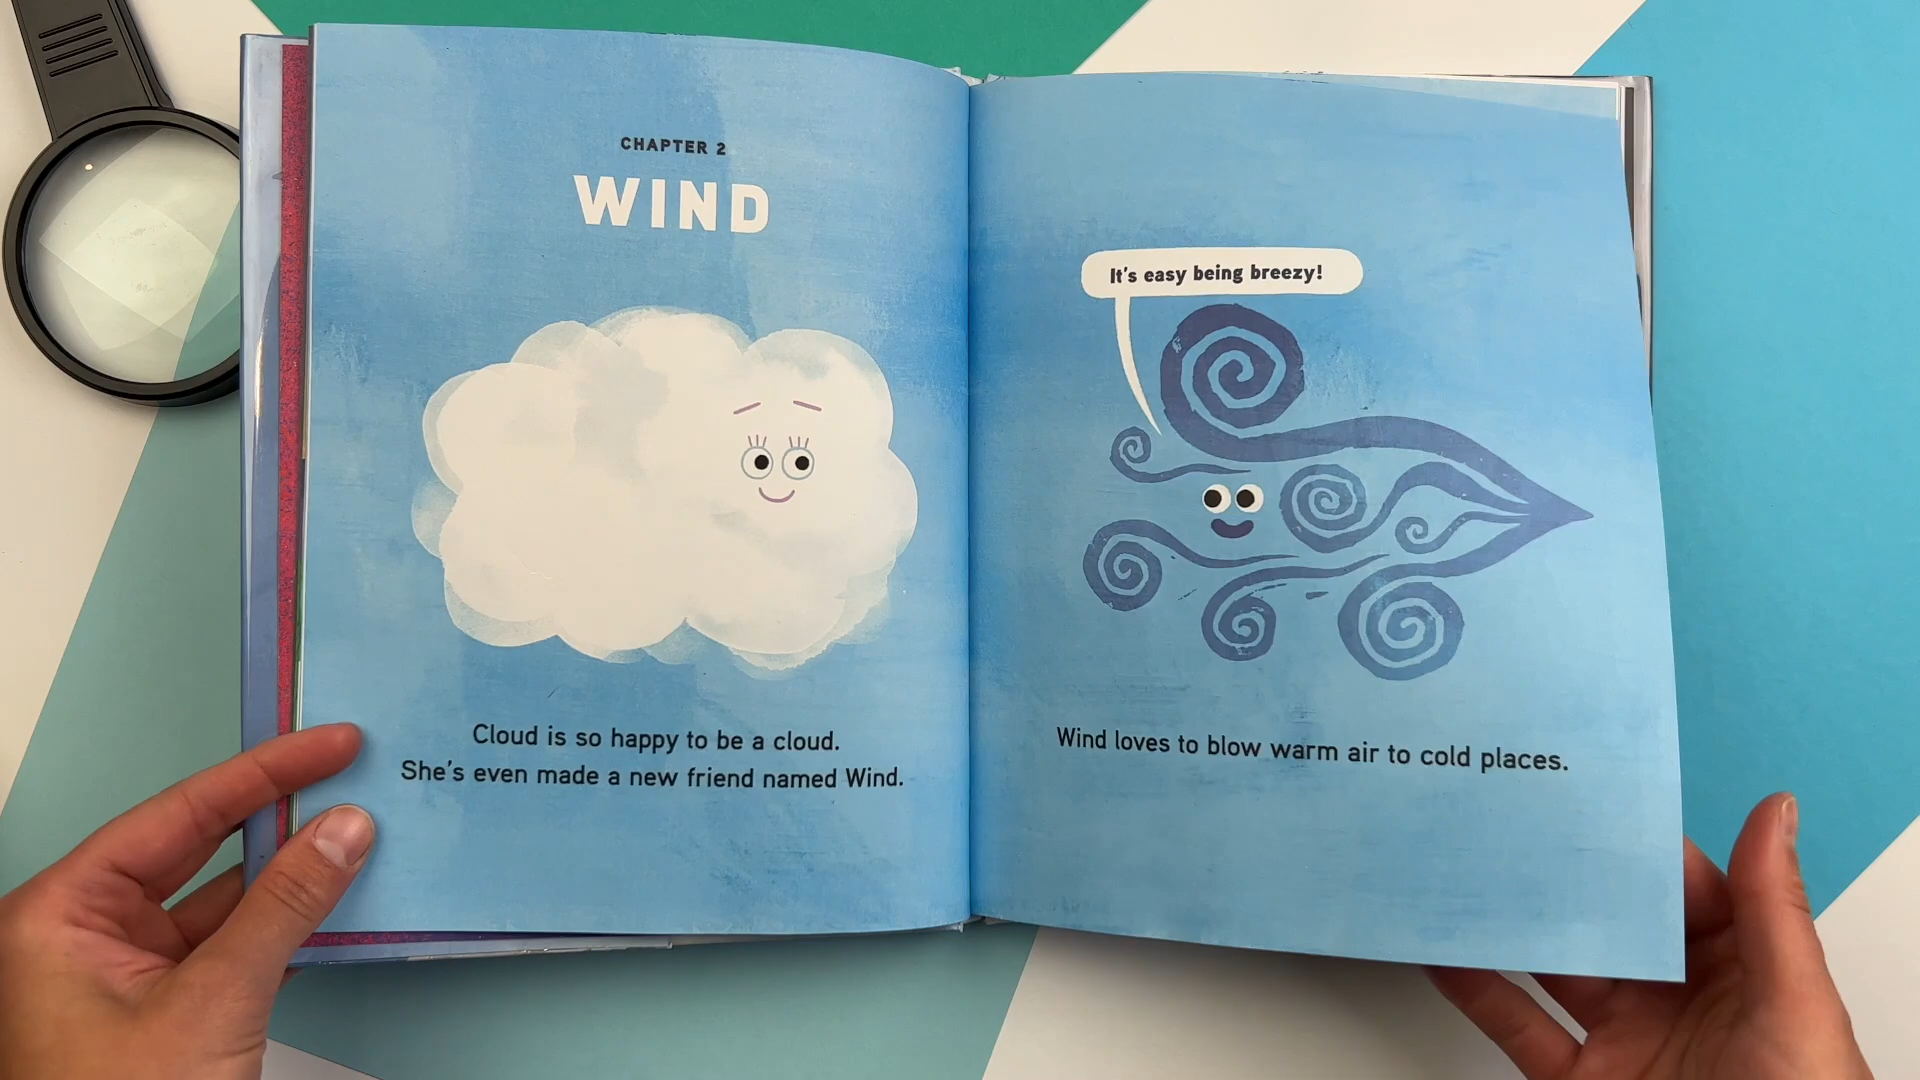 CHAPTER 2
WIND
Cloud is so happy to be a cloud.
She's even made a new friend named Wind.
It's easy being breezy!
Wind loves to blow warm air to cold places.